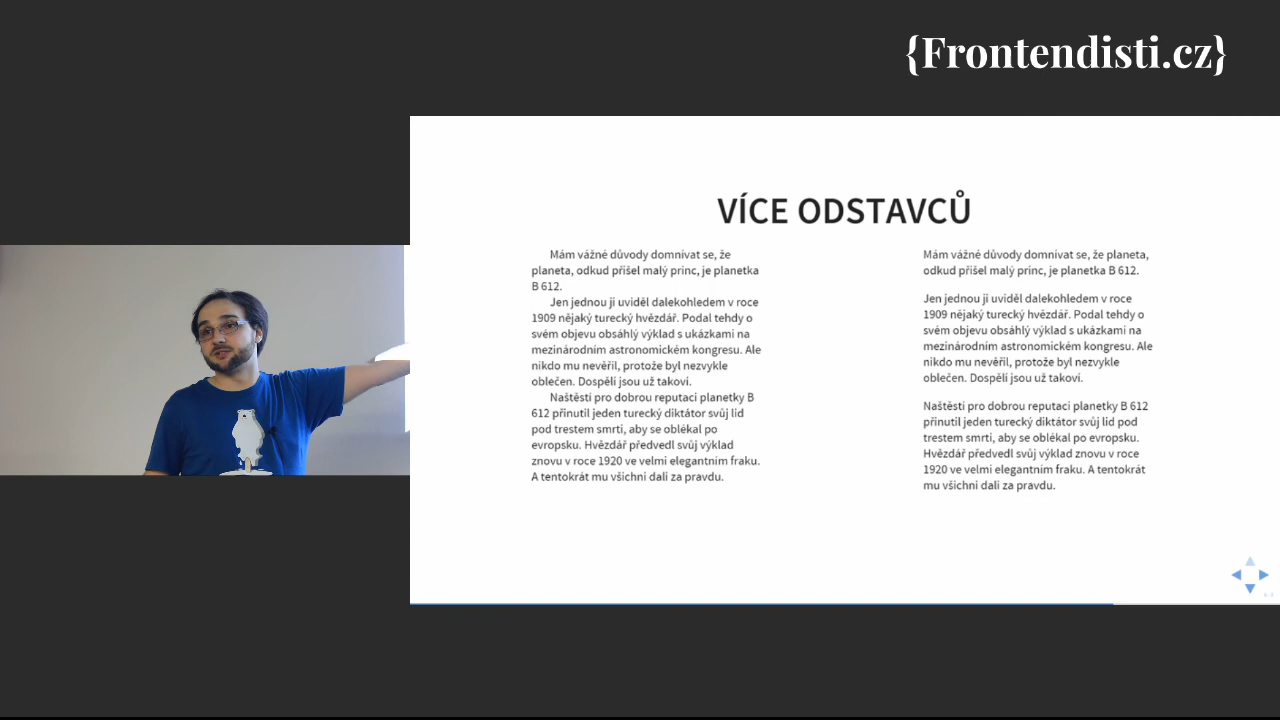 {Frontendisti.cz}
VÍCE ODSTAVCŮ
Mám vážné důvody domnívat se, že
planeta, odkud přišel malý princ, je planetka
B 612.
Jen jednou ji uviděl dalekohledem v roce
1909 nějaký turecký hvězdář. Podal tehdy o
svém objevu obsáhlý výklad s ukázkami na
mezinárodním astronomickém kongresu. Ale
nikdo mu nevěřil, protože byl nezvykle
oblečen. Dospělí jsou už takoví.
Naštěstí pro dobrou reputaci planetky B
612 přinutil jeden turecký diktátor svůj lid
pod trestem smrti, aby se oblékal po
evropsku. Hvězdář předvedl svůj výklad
znovu v roce 1920 ve velmi elegantním fraku.
A tentokrát mu všichni dali za pravdu.
Mám vážné důvody domnívat se, že planeta,
odkud přišel malý princ, je planetka B 612.
Jen jednou ji uviděl dalekohledem v roce
1909 nějaký turecký hvězdář. Podal tehdy o
svém objevu obsáhlý výklad s ukázkami na
mezinárodním astronomickém kongresu. Ale
nikdo mu nevěřil, protože byl nezvykle
oblečen. Dospělí jsou už takoví.
Naštěstí pro dobrou reputaci planetky B 612
přinutil jeden turecký diktátor svůj lid pod
trestem smrti, aby se oblékal po evropsku.
Hvězdář předvedl svůj výklad znovu v roce
1920 ve velmi elegantním fraku. A tentokrát
mu všichni dali za pravdu.